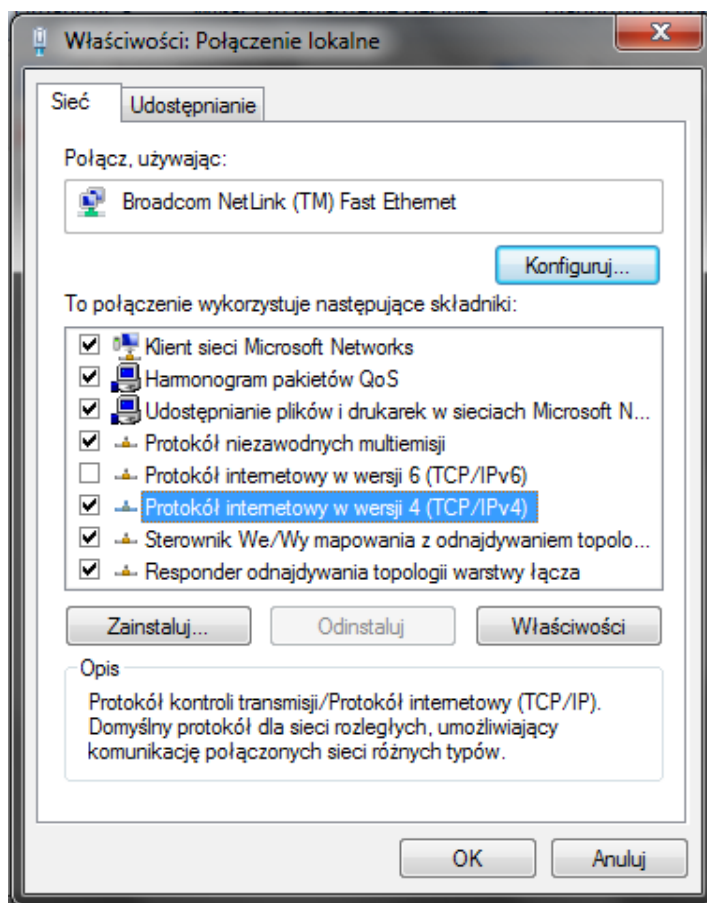 Właściwości: Połączenie lokalne
Sieć
Udostępnianie
Połącz, używając:
Broadcom NetLink (TM) Fast Ethernet
Konfiguruj...
To połączenie wykorzystuje następujące składniki:
Klient sieci Microsoft Networks
Harmonogram pakietów QoS
Udostępnianie plików i drukarek w sieciach Microsoft N...
Protokół niezawodnych multiemisji
Protokół internetowy w wersji 6 (TCP/IPv6)
Protokół internetowy w wersji 4 (TCP/IPv4)
Sterownik We/Wy mapowania z odnajdywaniem topolo...
Responder odnajdywania topologii warstwy łącza
Zainstaluj...
Odinstaluj
Właściwości
Opis
Protokół kontroli transmisji/Protokół internetowy (TCP/IP).
Domyślny protokół dla sieci rozległych, umożliwiający
komunikację połączonych sieci różnych typów.
OK
Anuluj